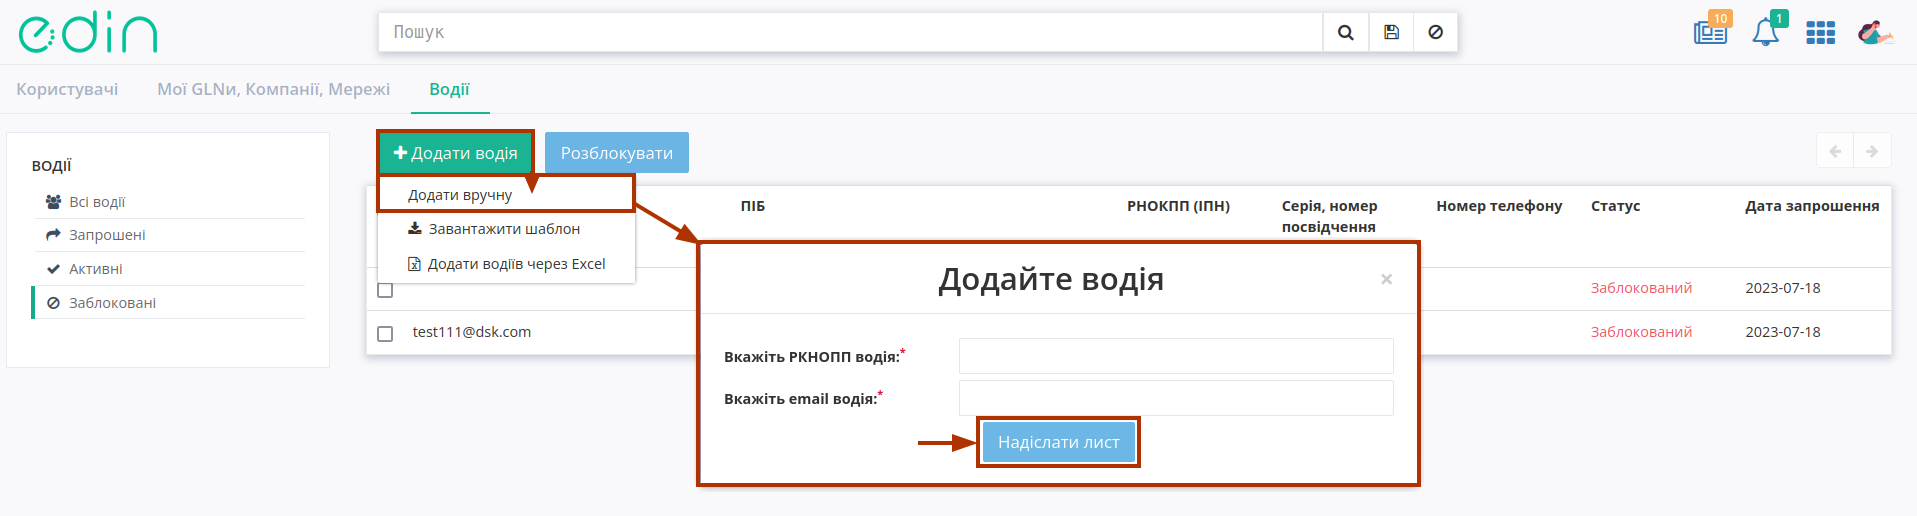 edin
Пошук
10
1
Користувачі
Мої GLNи, Компанії, Мережі
Водії
ВОДІЇ
Всі водії
Запрошені
Активні
Заблоковані
Додати водія
Розблокувати
Додати вручну
Завантажити шаблон
Додати водіїв через Excel
ПІБ
РНОКПП (ІПН)
Серія, номер
посвідчення
Номер телефону
Статус
Дата запрошення
Заблокований
2023-07-18
test111@dsk.com
Заблокований
2023-07-18
Додайте водія
×
Вкажіть РКНОПП водія:*
Вкажіть email водія:*
Надіслати лист